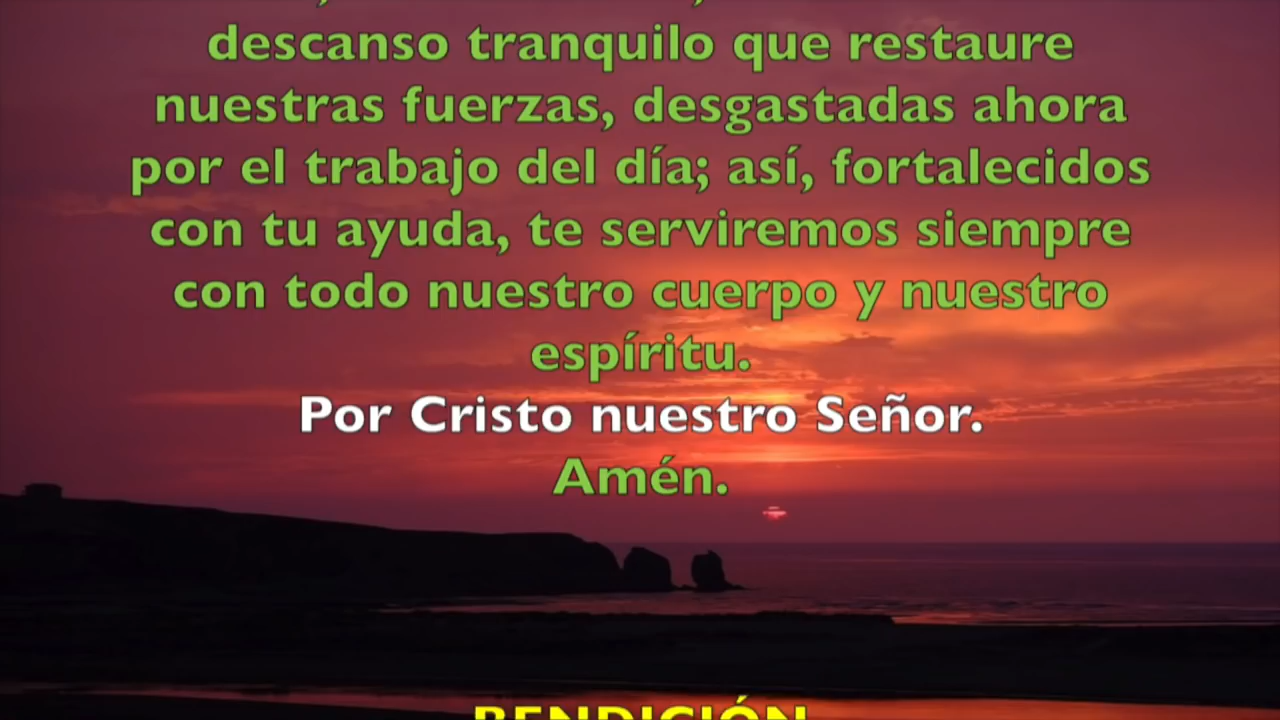 descanso tranquilo que restaure
nuestras fuerzas, desgastadas ahora
por el trabajo del día; así, fortalecidos
con tu ayuda, te serviremos siempre
con todo nuestro cuerpo y nuestro
espíritu.
Por Cristo nuestro Señor.
Amén.
BENDICIÓN